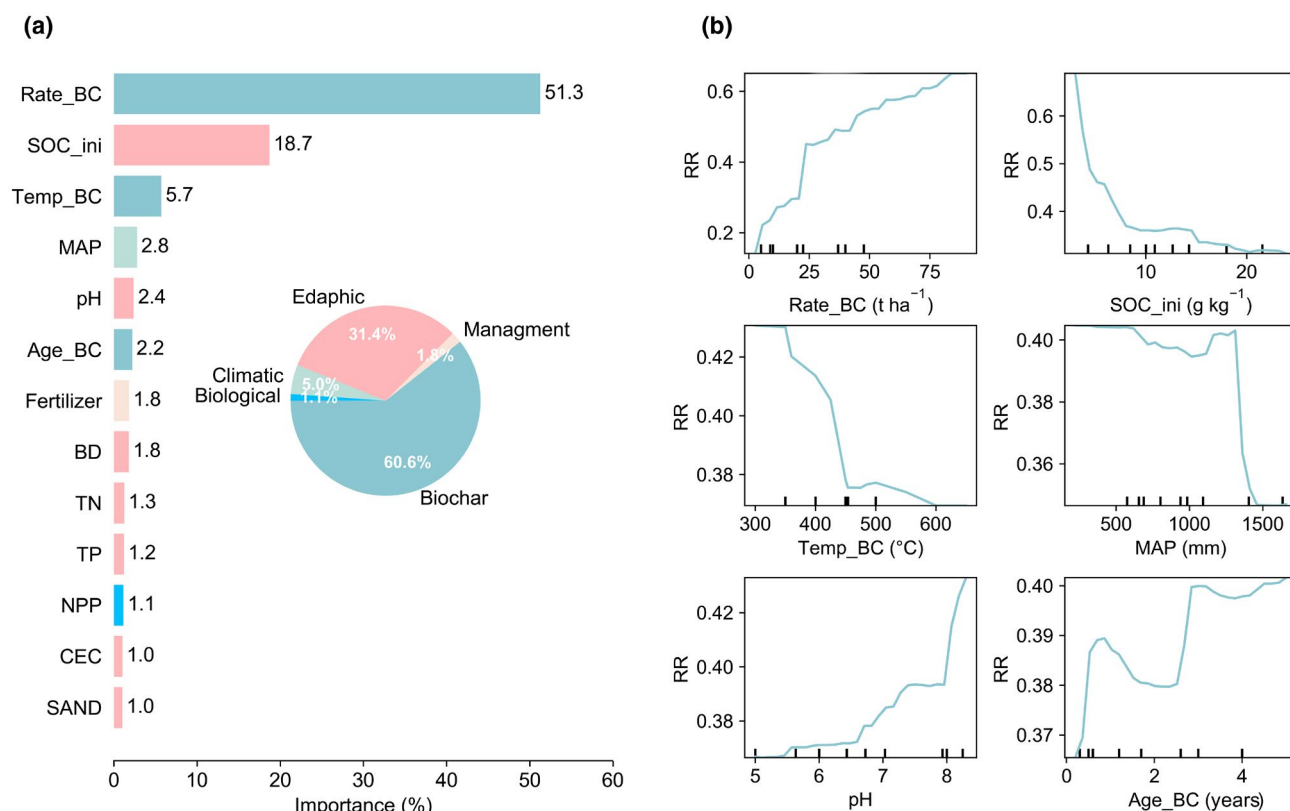 (a)
Rate_BC 51.3
SOC_ini 18.7
Temp_BC 5.7
MAP 2.8
pH 2.4
Age_BC 2.2
Fertilizer 1.8
BD 1.8
TN 1.3
TP 1.2
NPP 1.1
CEC 1.0
SAND 1.0
0 10 20 30 40 50 60
Importance (%)
Edaphic
31.4%
Managment
1.8%
Climatic
5.0%
Biological
1.1%
60.6%
Biochar
(b)
RR
0.6
0.4
0.2
0 25 50 75
Rate_BC (t ha⁻¹)
RR
0.6
0.5
0.4
10 20
SOC_ini (g kg⁻¹)
RR
0.42
0.40
0.38
300 400 500 600
Temp_BC (°C)
RR
0.40
0.38
0.36
500 1000 1500
MAP (mm)
RR
0.42
0.40
0.38
5 6 7 8
pH
RR
0.40
0.39
0.38
0.37
0 2 4
Age_BC (years)